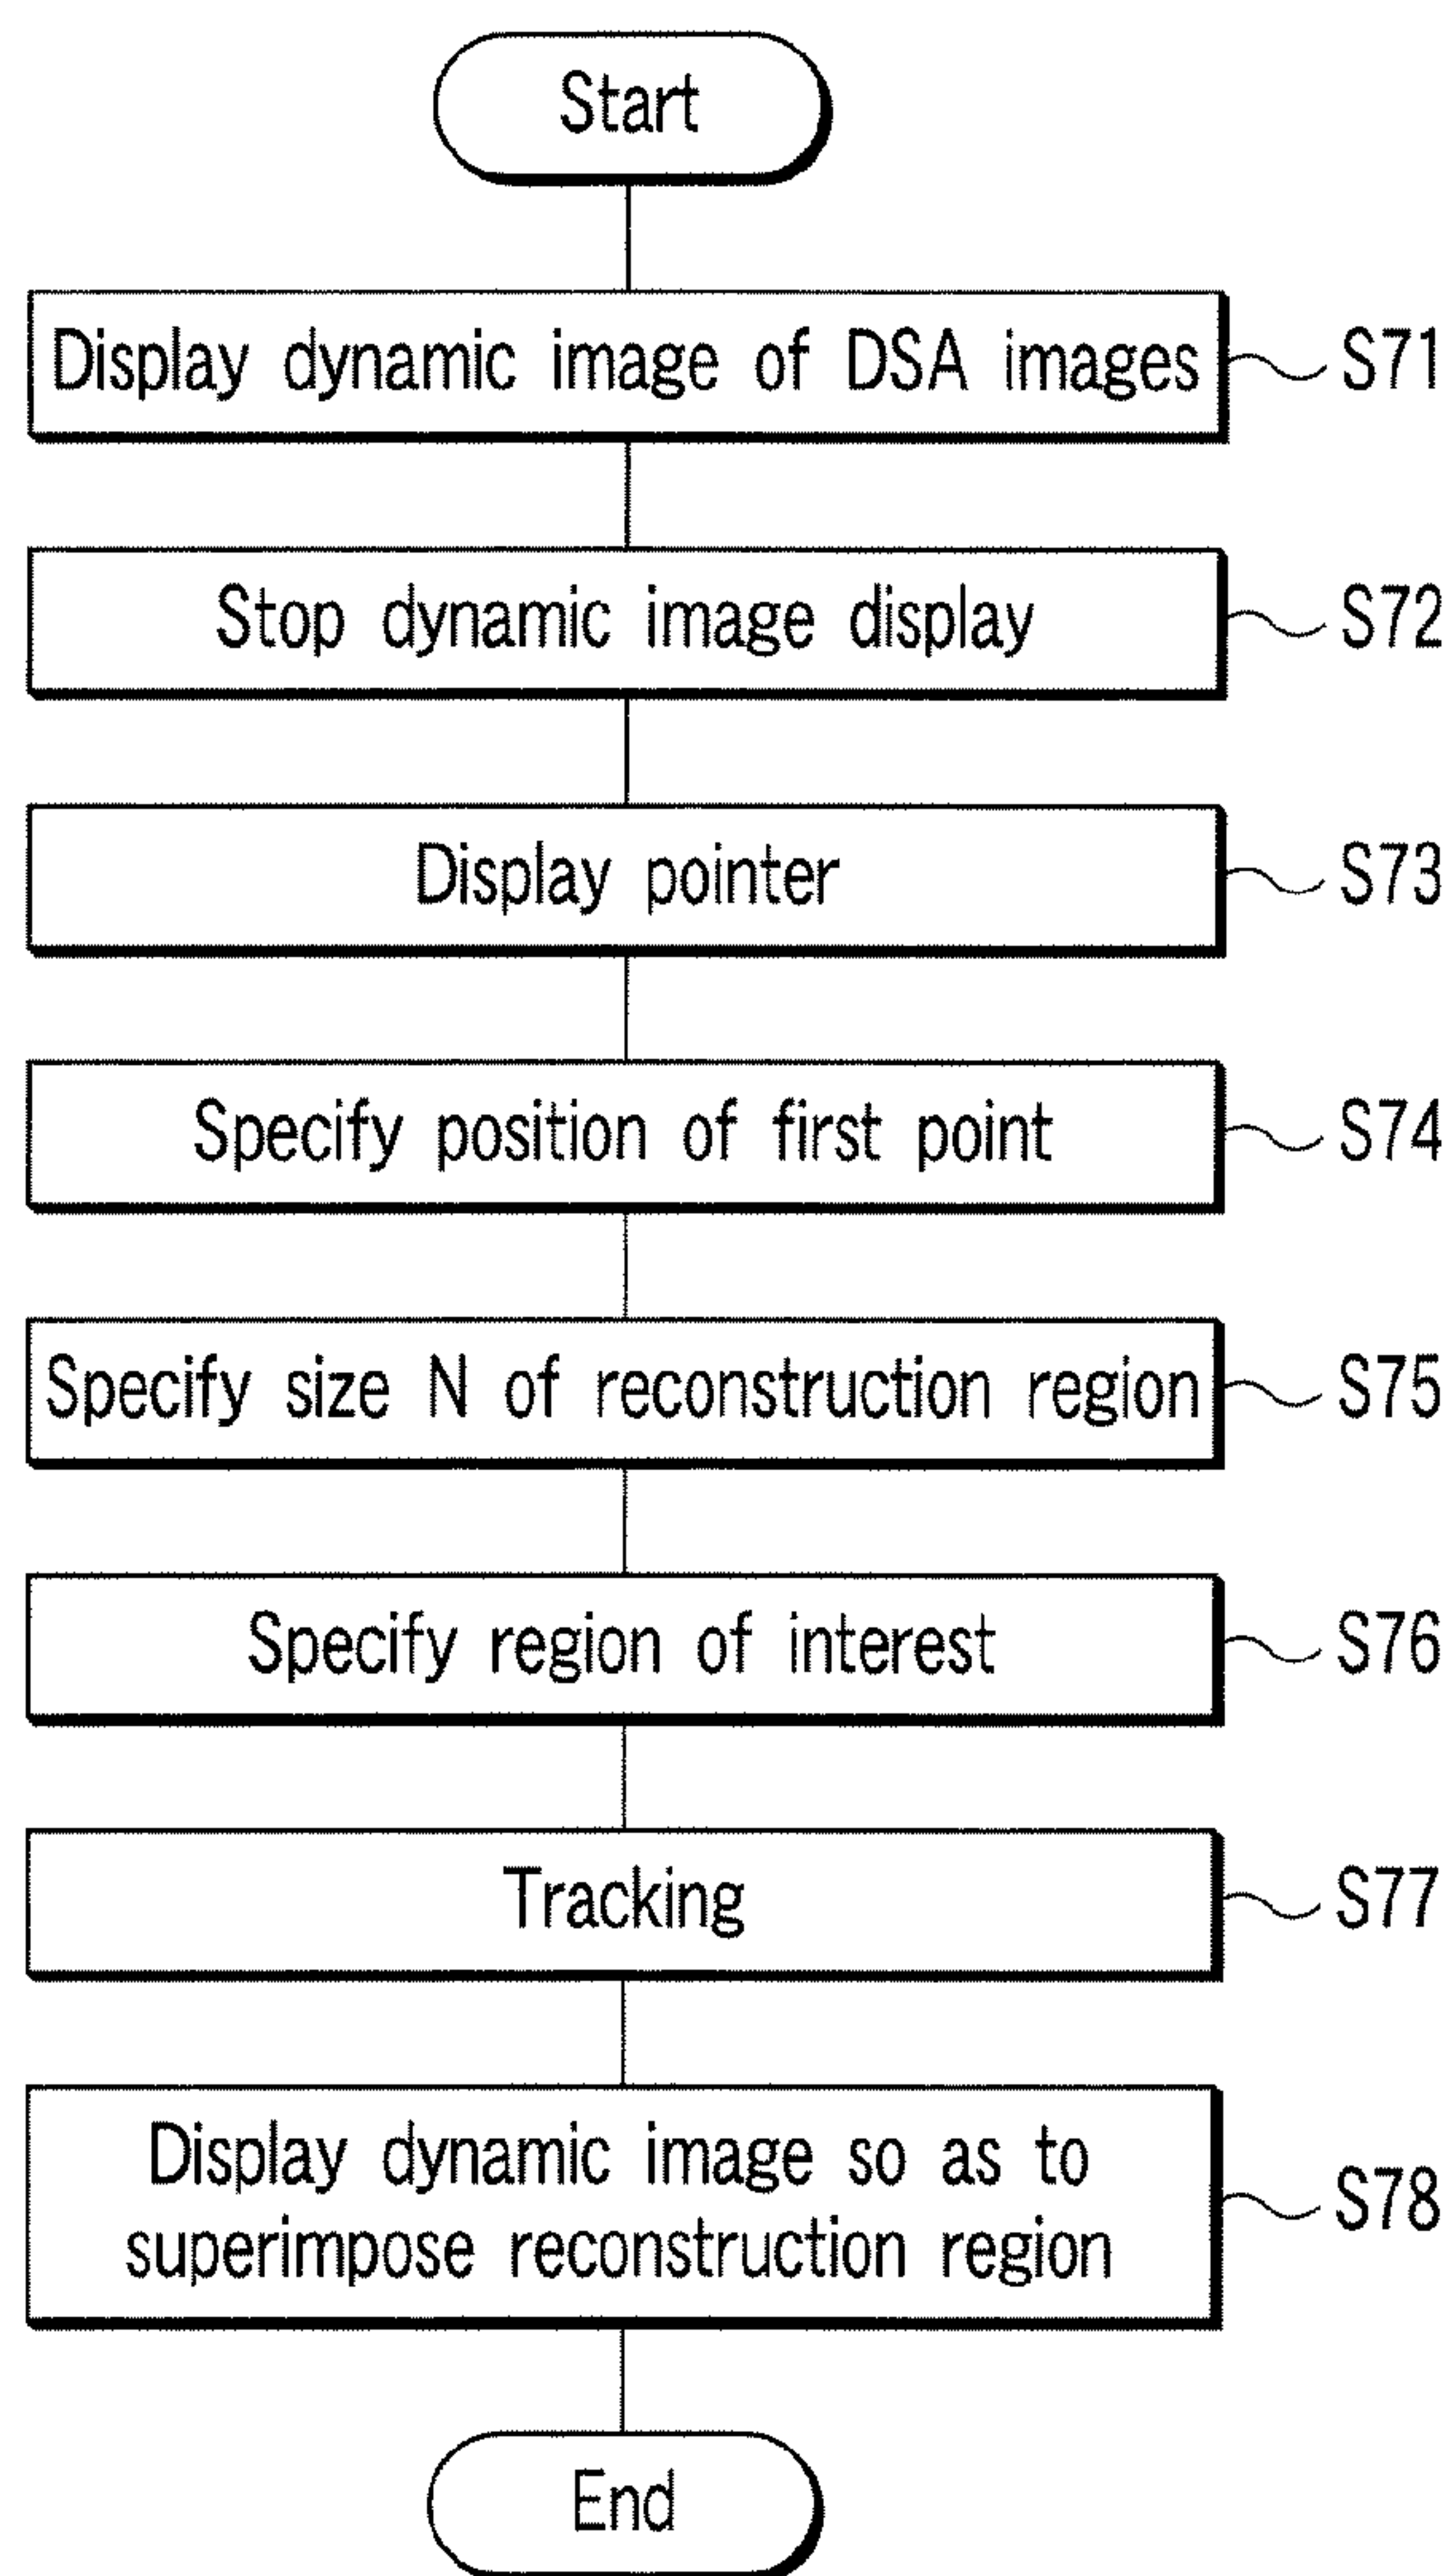 Start
Display dynamic image of DSA images S71
Stop dynamic image display S72
Display pointer S73
Specify position of first point S74
Specify size N of reconstruction region S75
Specify region of interest S76
Tracking S77
Display dynamic image so as to
superimpose reconstruction region S78
End